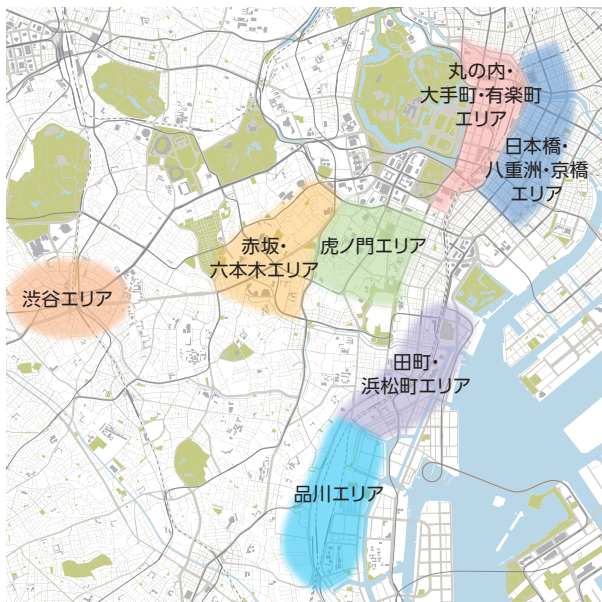 丸の内・
大手町・有楽町
エリア
日本橋・
八重洲・京橋
エリア
赤坂・
六本木エリア
虎ノ門エリア
渋谷エリア
田町・
浜松町エリア
品川エリア